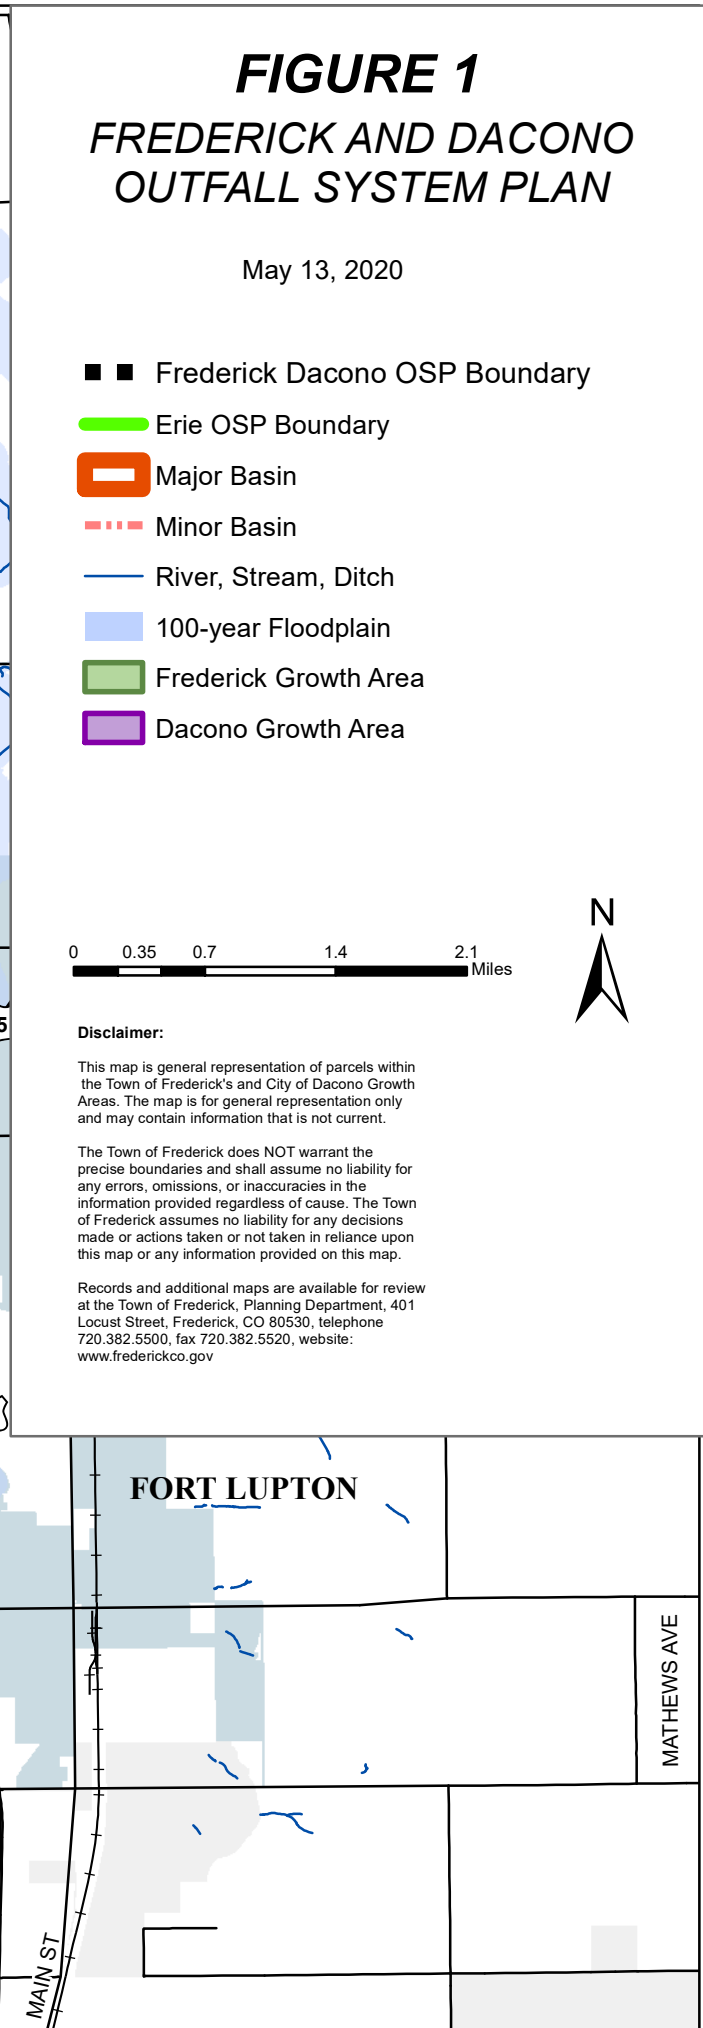 FIGURE 1
FREDERICK AND DACONO
OUTFALL SYSTEM PLAN
May 13, 2020
Frederick Dacono OSP Boundary
Erie OSP Boundary
Major Basin
Minor Basin
River, Stream, Ditch
100-year Floodplain
Frederick Growth Area
Dacono Growth Area
N
0 0.35 0.7 1.4 2.1
Miles
Disclaimer:
This map is general representation of parcels within
the Town of Frederick's and City of Dacono Growth
Areas. The map is for general representation only
and may contain information that is not current.
The Town of Frederick does NOT warrant the
precise boundaries and shall assume no liability for
any errors, omissions, or inaccuracies in the
information provided regardless of cause. The Town
of Frederick assumes no liability for any decisions
made or actions taken or not taken in reliance upon
this map or any information provided on this map.
Records and additional maps are available for review
at the Town of Frederick, Planning Department, 401
Locust Street, Frederick, CO 80530, telephone
720.382.5500, fax 720.382.5520, website:
www.frederickco.gov
5
FORT LUPTON
MATHEWS AVE
MAIN ST